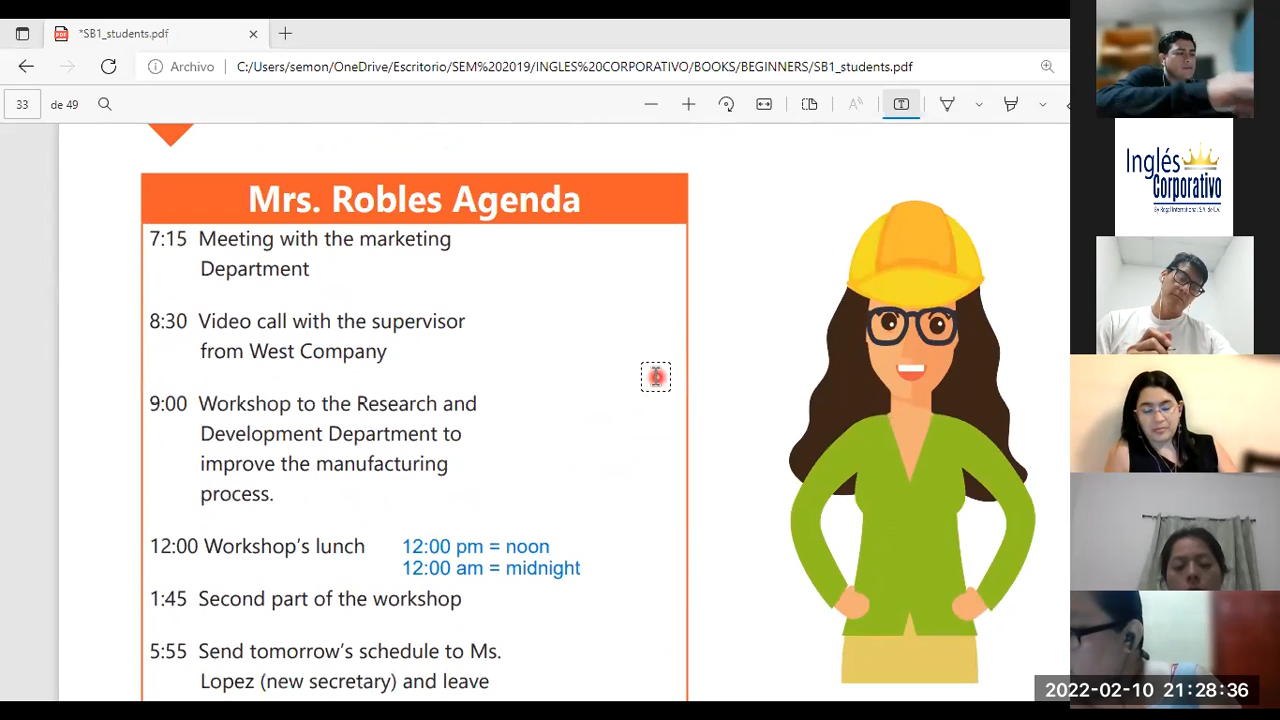 *SB1_students.pdf
Archivo
C:/Users/semon/OneDrive/Escritorio/SEM%202019/INGLES%20CORPORATIVO/BOOKS/BEGINNERS/SB1_students.pdf
33
de 49
Mrs. Robles Agenda
7:15 Meeting with the marketing
Department
8:30 Video call with the supervisor
from West Company
9:00 Workshop to the Research and
Development Department to
improve the manufacturing
process.
12:00 Workshop's lunch
12:00 pm = noon
12:00 am = midnight
1:45 Second part of the workshop
5:55 Send tomorrow's schedule to Ms.
Lopez (new secretary) and leave
Inglés
Corporativo
By Regal International, S.A. de C.V.
2022-02-10 21:28:36